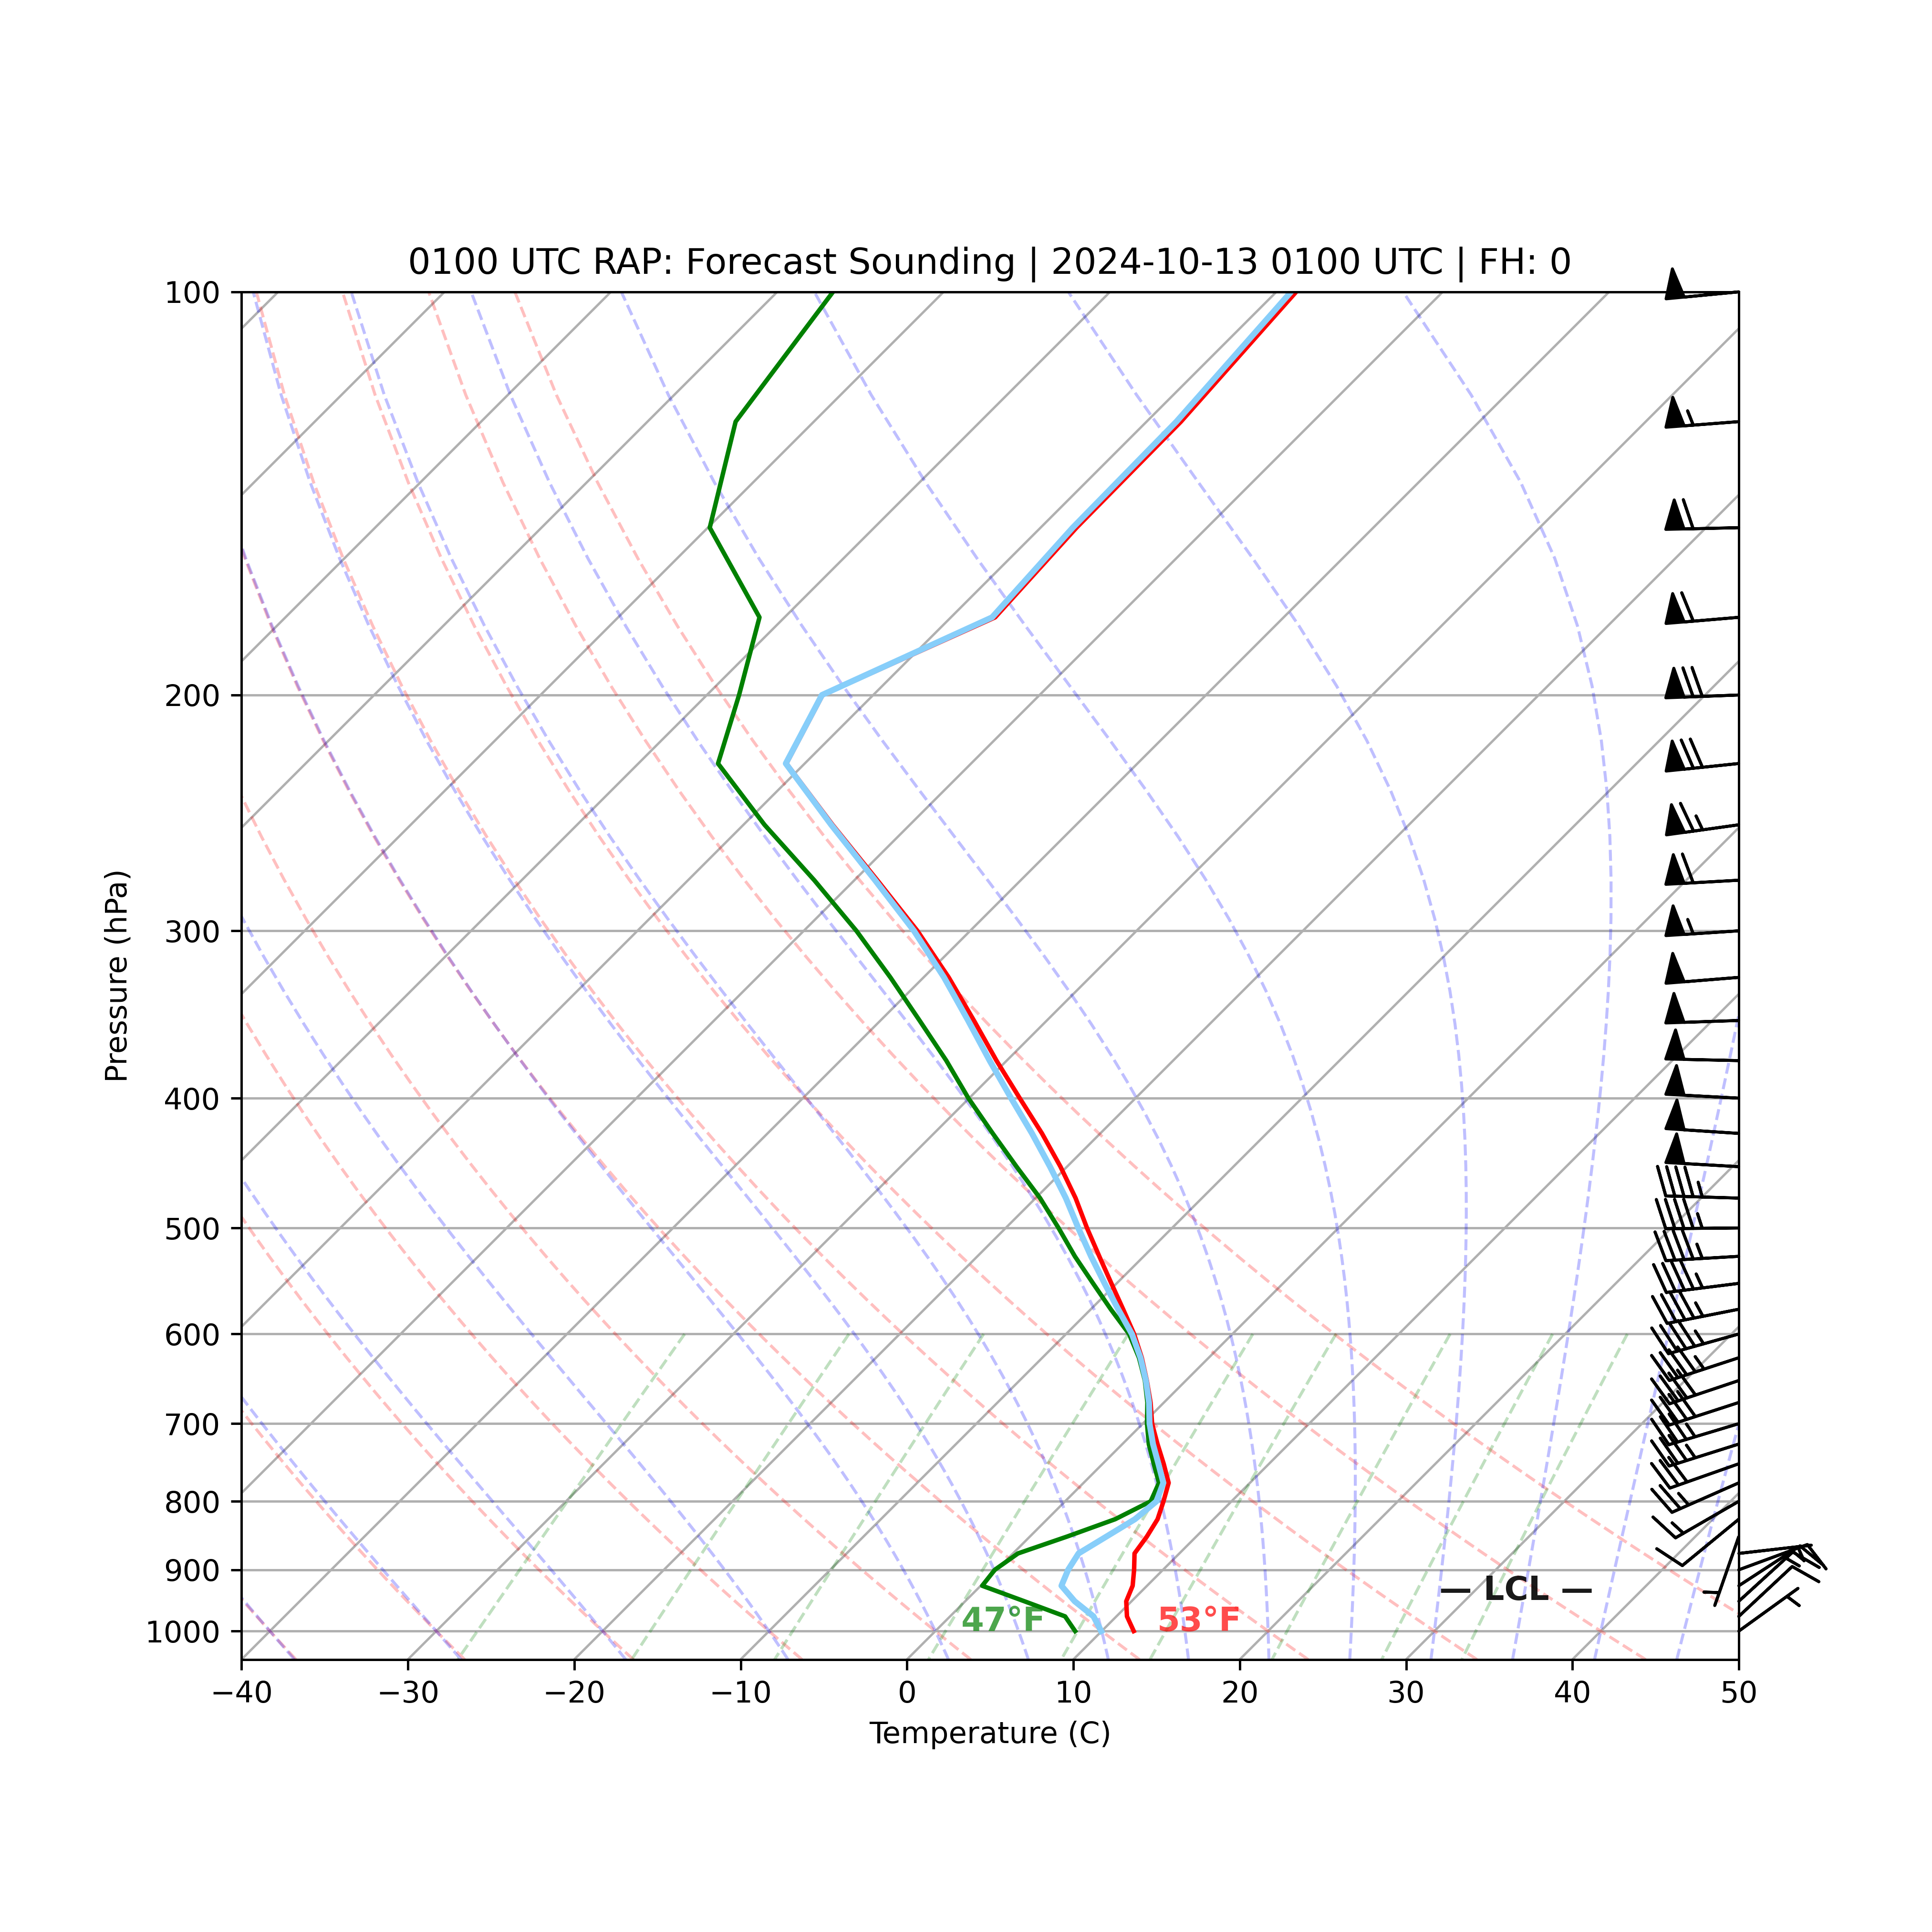 0100 UTC RAP: Forecast Sounding | 2024-10-13 0100 UTC | FH: 0
100
200
300
400
500
600
700
800
900
1000
Pressure (hPa)
— LCL —
47°F
53°F
−40 −30 −20 −10 0 10 20 30 40 50
Temperature (C)